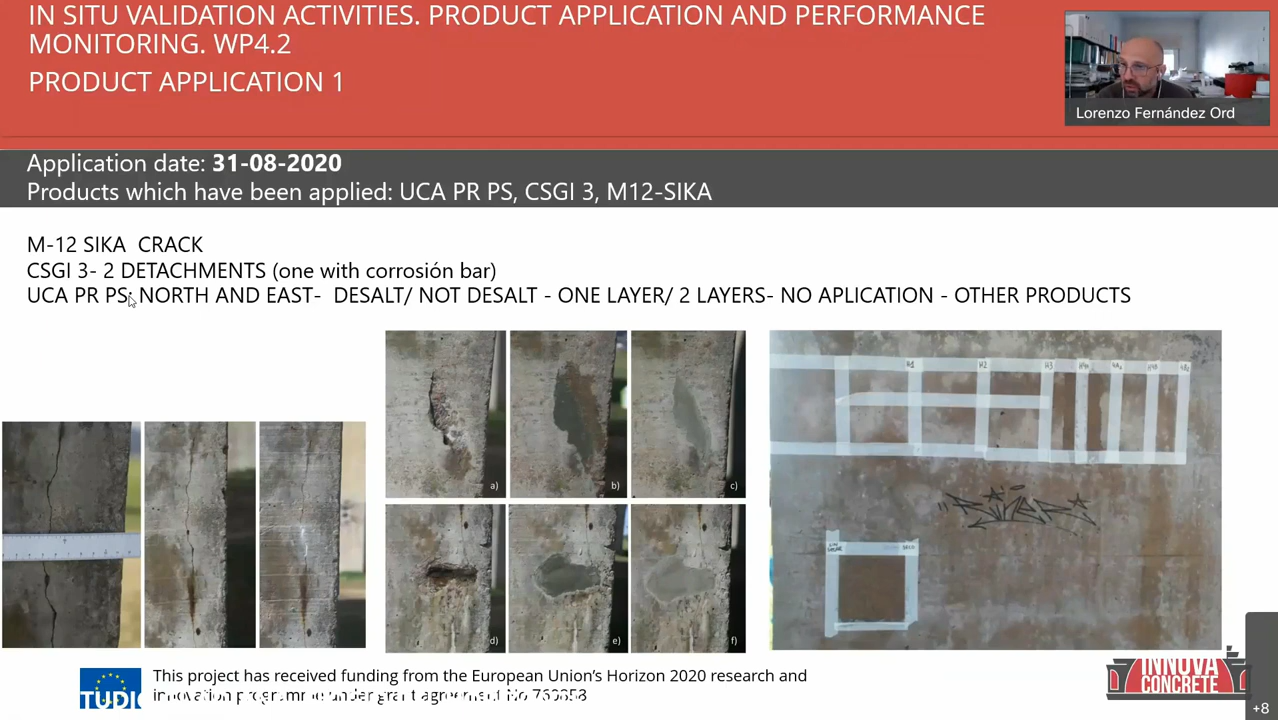 IN SITU VALIDATION ACTIVITIES. PRODUCT APPLICATION AND PERFORMANCE
MONITORING. WP4.2
PRODUCT APPLICATION 1
Lorenzo Fernández Ord
Application date: 31-08-2020
Products which have been applied: UCA PR PS, CSGI 3, M12-SIKA
M-12 SIKA CRACK
CSGI 3- 2 DETACHMENTS (one with corrosión bar)
UCA PR PS: NORTH AND EAST- DESALT/ NOT DESALT - ONE LAYER/ 2 LAYERS- NO APLICATION - OTHER PRODUCTS
a) b) c)
H1 H2 H3
d) e) f)
This project has received funding from the European Union’s Horizon 2020 research and
INNOVA
CONCRETE
+8